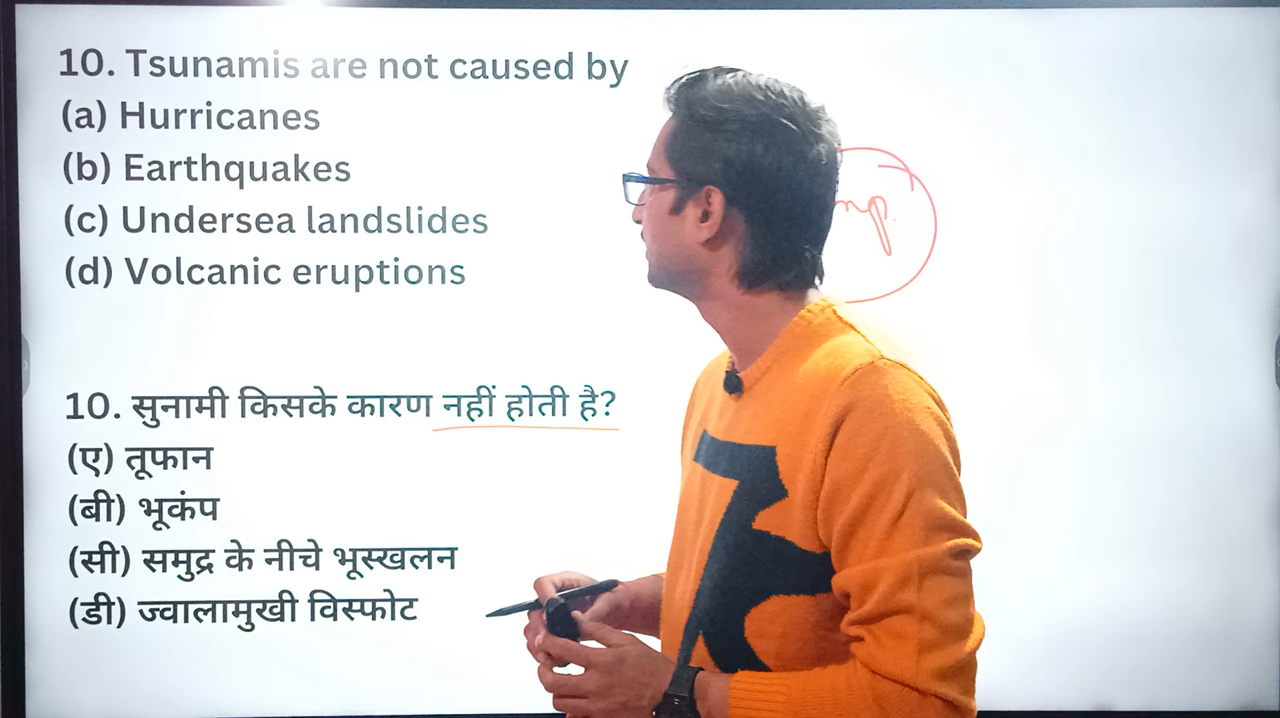 10. Tsunamis are not caused by
(a) Hurricanes
(b) Earthquakes
(c) Undersea landslides
(d) Volcanic eruptions
10. सुनामी किसके कारण नहीं होती है?
(ए) तूफान
(बी) भूकंप
(सी) समुद्र के नीचे भूस्खलन
(डी) ज्वालामुखी विस्फोट